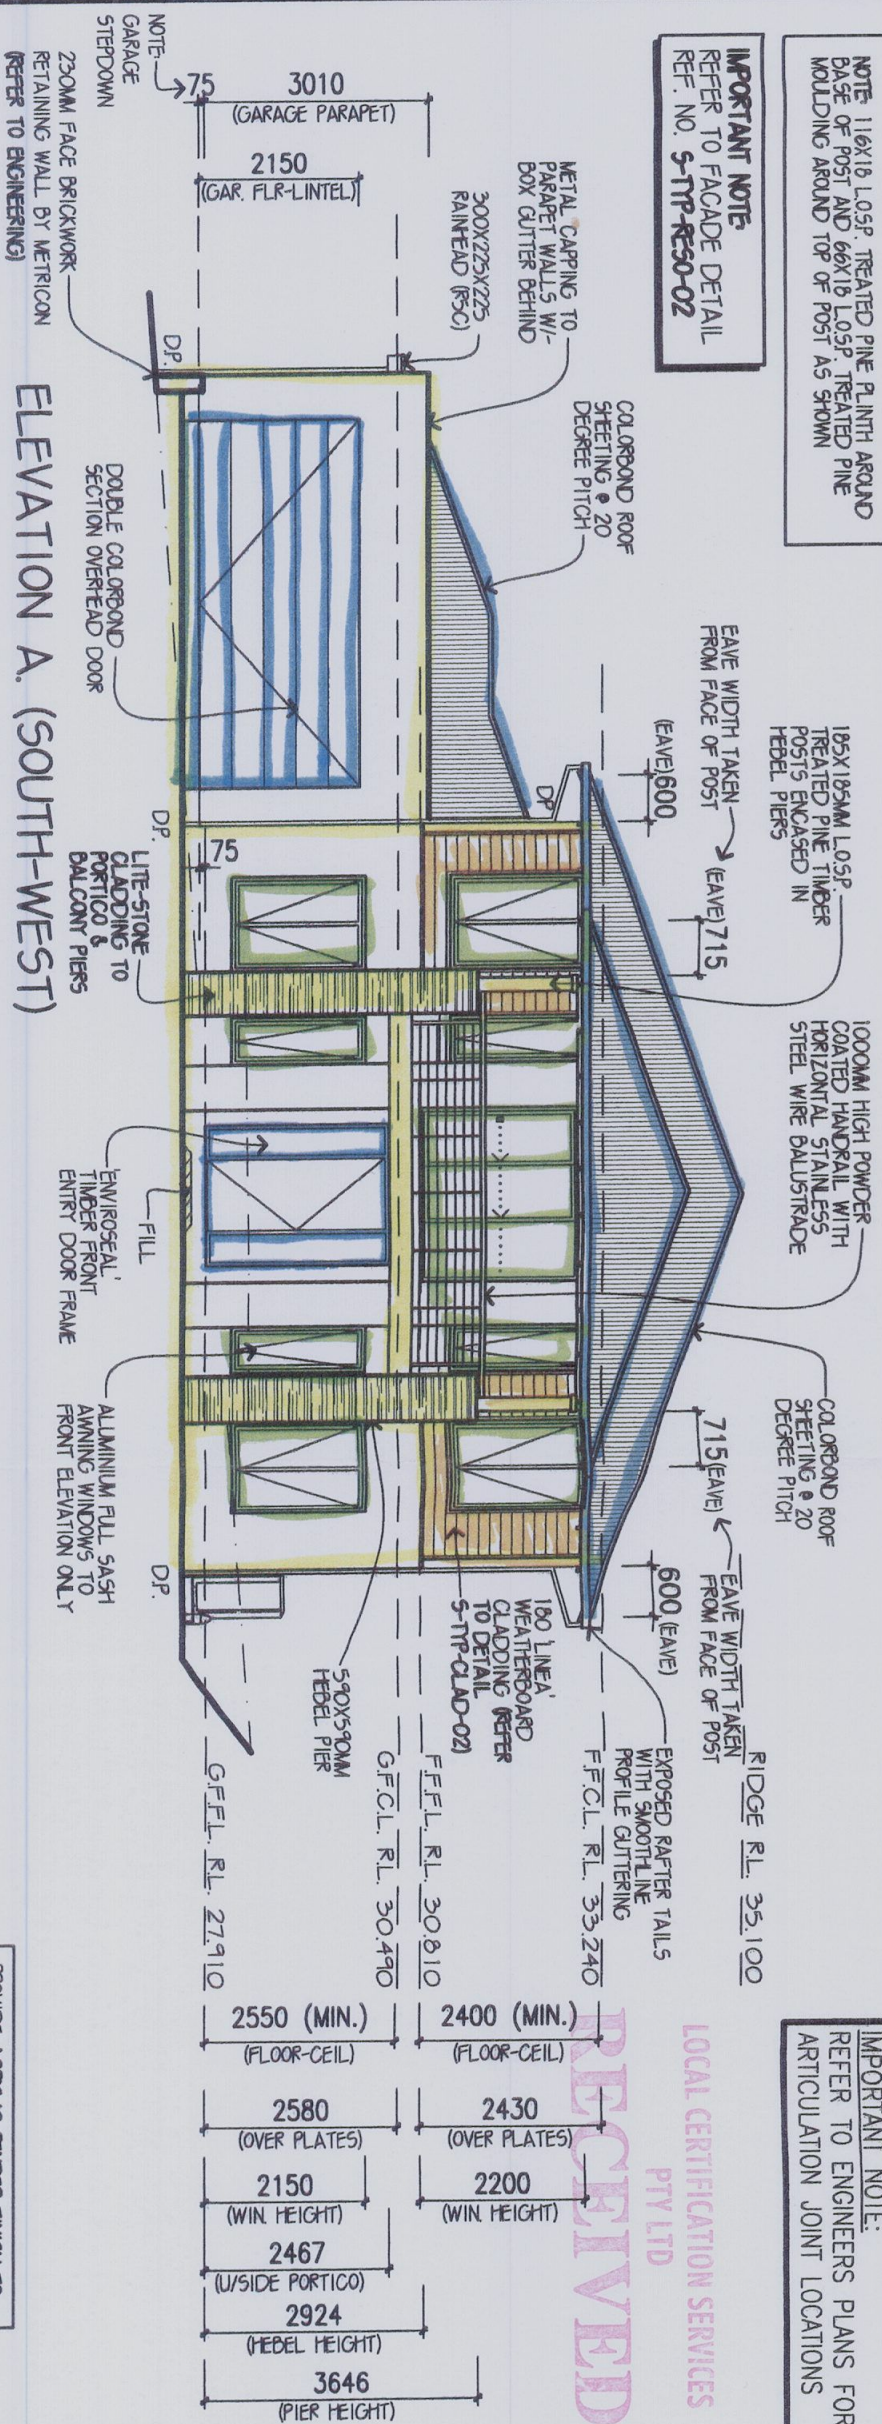 NOTE: 116X18 L.O.S.P. TREATED PINE PLINTH AROUND
BASE OF POST AND 66X18 L.O.S.P. TREATED PINE
MOULDING AROUND TOP OF POST AS SHOWN
IMPORTANT NOTE:
REFER TO FACADE DETAIL
REF. NO. S-TYP-RESO-02
IMPORTANT NOTE:
REFER TO ENGINEERS PLANS FOR
ARTICULATION JOINT LOCATIONS
185X185MM L.O.S.P.
TREATED PINE TIMBER
POSTS ENCASED IN
HEBEL PIERS
1000MM HIGH POWDER
COATED HANDRAIL WITH
HORIZONTAL STAINLESS
STEEL WIRE BALUSTRADE
COLORBOND ROOF
SHEETING @ 20
DEGREE PITCH
EAVE WIDTH TAKEN
FROM FACE OF POST
(EAVE) 715
(EAVE) 600
715 (EAVE)
EAVE WIDTH TAKEN
FROM FACE OF POST
600 (EAVE)
COLORBOND ROOF
SHEETING @ 20
DEGREE PITCH
METAL CAPPING TO
PARAPET WALLS W/-
BOX GUTTER BEHIND
300X225X225
RAINHEAD (RSC)
3010
(GARAGE PARAPET)
2150
(GAR. FLR-LINTEL)
75
NOTE:
GARAGE
STEPDOWN
230MM FACE BRICKWORK
RETAINING WALL BY METRICON
(REFER TO ENGINEERING)
D.P.
DP
D.P.
75
D.P.
DOUBLE COLORBOND
SECTION OVERHEAD DOOR
LITE-STONE
CLADDING TO
PORTICO &
BALCONY PIERS
FILL
'ENVIROSEAL'
TIMBER FRONT
ENTRY DOOR FRAME
ALUMINIUM FULL SASH
AWNING WINDOWS TO
FRONT ELEVATION ONLY
590X590MM
HEBEL PIER
180 'LINEA'
WEATHERBOARD
CLADDING (REFER
TO DETAIL
S-TYP-CLAD-02)
EXPOSED RAFTER TAILS
WITH SMOOTHLINE
PROFILE GUTTERING
RIDGE R.L. 35.100
F.F.C.L. R.L. 33.240
F.F.F.L. R.L. 30.810
G.F.C.L. R.L. 30.490
G.F.F.L. R.L. 27.910
2550 (MIN.)
(FLOOR-CEIL)
2400 (MIN.)
(FLOOR-CEIL)
2580
(OVER PLATES)
2430
(OVER PLATES)
2150
(WIN. HEIGHT)
2200
(WIN. HEIGHT)
2467
(U/SIDE PORTICO)
2924
(HEBEL HEIGHT)
3646
(PIER HEIGHT)
LOCAL CERTIFICATION SERVICES
PTY LTD
RECEIVED
ELEVATION A. (SOUTH-WEST)